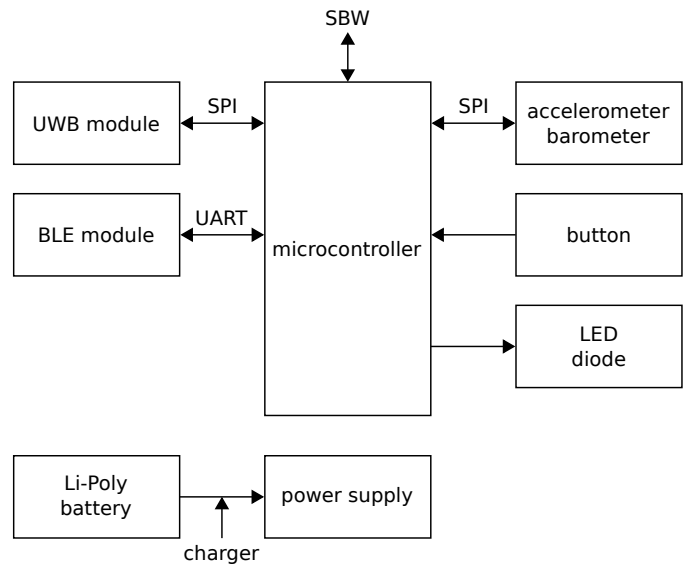 SBW
SPI
UWB module
SPI
accelerometer
barometer
UART
BLE module
microcontroller
button
LED
diode
Li-Poly
battery
power supply
charger